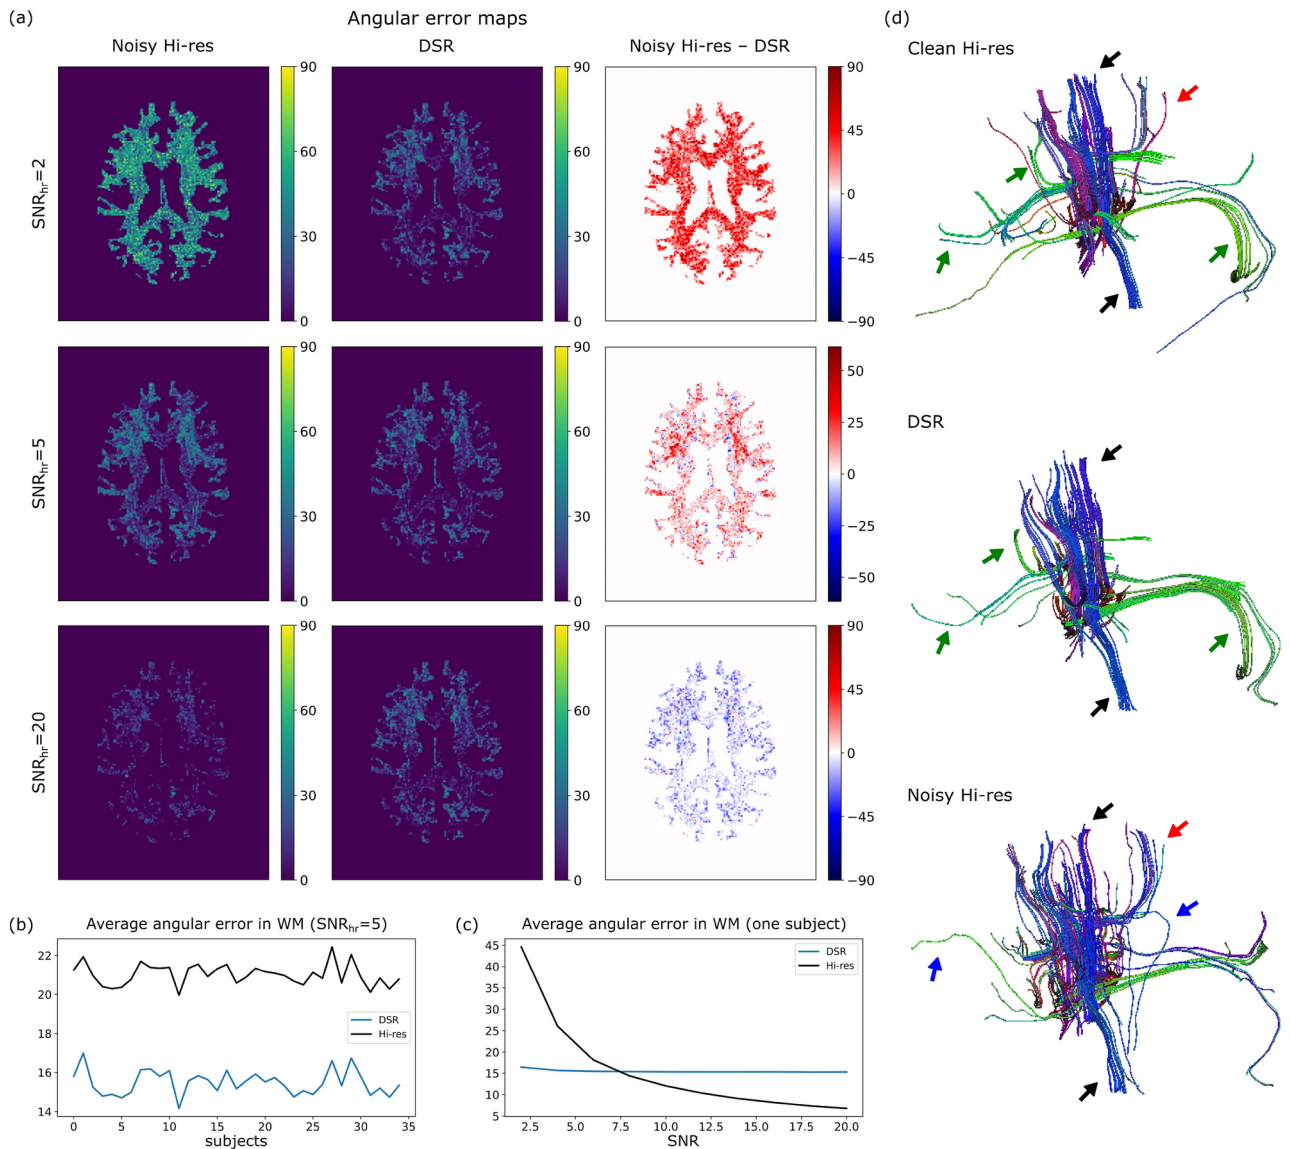 (a)
Angular error maps
Noisy Hi-res
DSR
Noisy Hi-res – DSR
SNRhr=2
90
60
30
0
90
60
30
0
90
45
0
−45
−90
SNRhr=5
90
60
30
0
90
60
30
0
50
25
0
−25
−50
SNRhr=20
90
60
30
0
90
60
30
0
90
45
0
−45
−90
(b)
Average angular error in WM (SNRhr=5)
22
20
18
16
14
DSR
Hi-res
0 5 10 15 20 25 30 35
subjects
(c)
Average angular error in WM (one subject)
45
40
35
30
25
20
15
10
5
DSR
Hi-res
2.5 5.0 7.5 10.0 12.5 15.0 17.5 20.0
SNR
(d)
Clean Hi-res
DSR
Noisy Hi-res